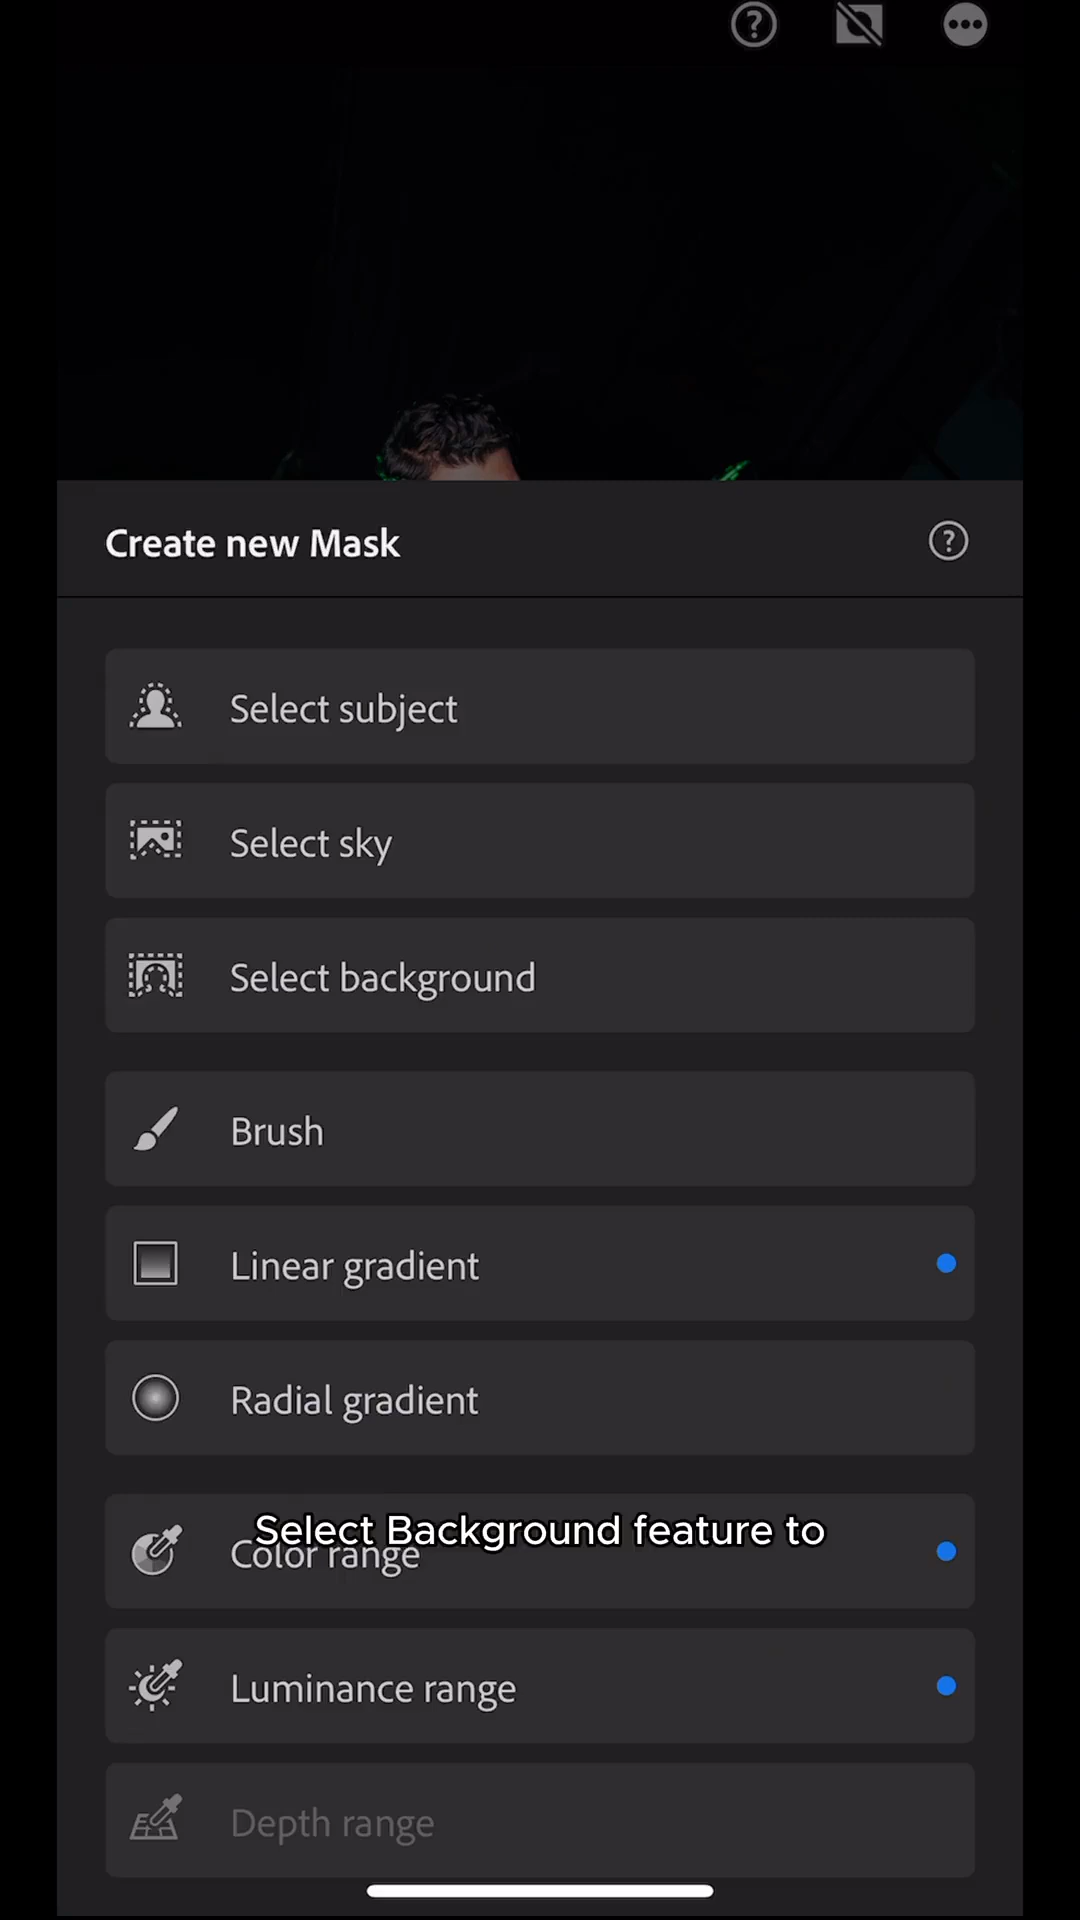 Create new Mask
Select subject
Select sky
Select background
Brush
Linear gradient
Radial gradient
Select Background feature to
Color range
Luminance range
Depth range